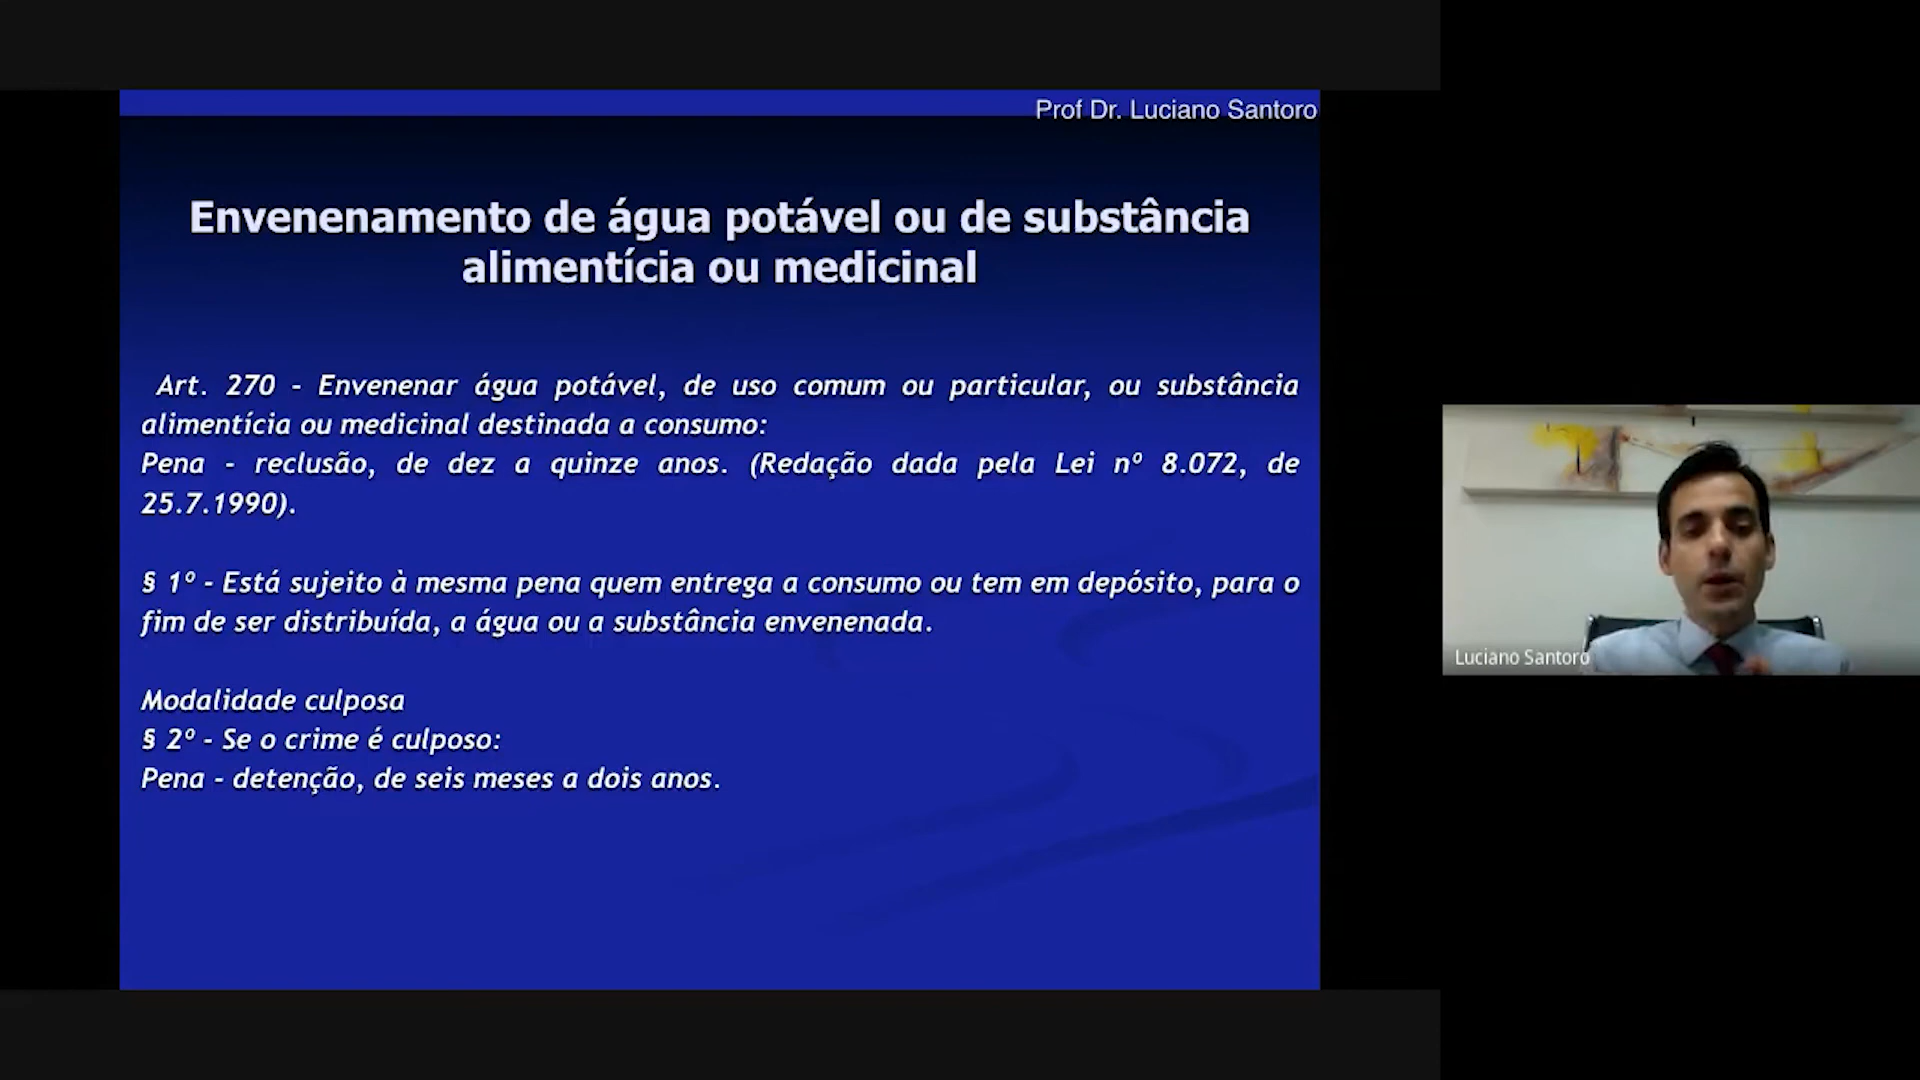 Prof Dr. Luciano Santoro
Envenenamento de água potável ou de substância
alimentícia ou medicinal
Art. 270 – Envenenar água potável, de uso comum ou particular, ou substância
alimentícia ou medicinal destinada a consumo:
Pena - reclusão, de dez a quinze anos. (Redação dada pela Lei nº 8.072, de
25.7.1990).
§ 1º - Está sujeito à mesma pena quem entrega a consumo ou tem em depósito, para o
fim de ser distribuída, a água ou a substância envenenada.
Modalidade culposa
§ 2º - Se o crime é culposo:
Pena - detenção, de seis meses a dois anos.
Luciano Santoro